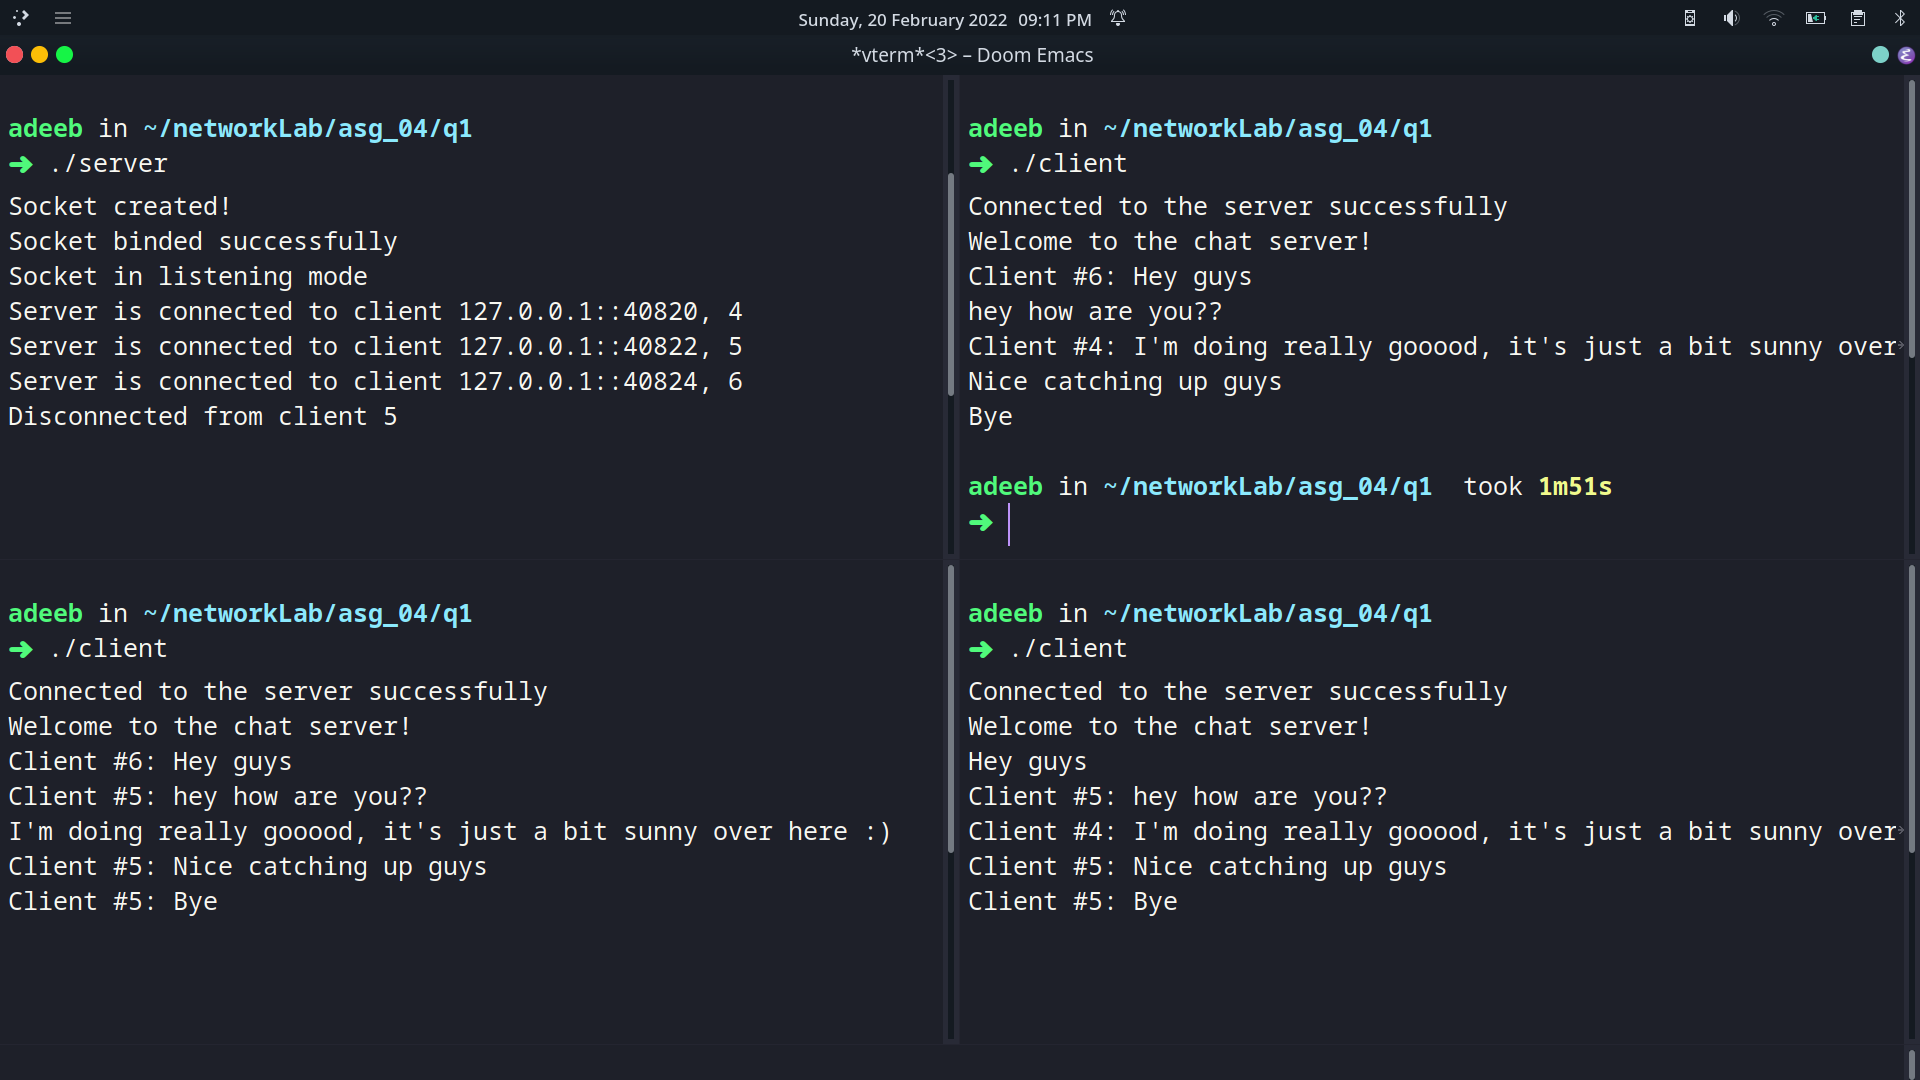 Sunday, 20 February 2022 09:11 PM
*vterm*<3> – Doom Emacs
adeeb in ~/networkLab/asg_04/q1
➜ ./server
Socket created!
Socket binded successfully
Socket in listening mode
Server is connected to client 127.0.0.1::40820, 4
Server is connected to client 127.0.0.1::40822, 5
Server is connected to client 127.0.0.1::40824, 6
Disconnected from client 5
adeeb in ~/networkLab/asg_04/q1
➜ ./client
Connected to the server successfully
Welcome to the chat server!
Client #6: Hey guys
hey how are you??
Client #4: I'm doing really gooood, it's just a bit sunny over
Nice catching up guys
Bye
adeeb in ~/networkLab/asg_04/q1 took 1m51s
➜
adeeb in ~/networkLab/asg_04/q1
➜ ./client
Connected to the server successfully
Welcome to the chat server!
Client #6: Hey guys
Client #5: hey how are you??
I'm doing really gooood, it's just a bit sunny over here :)
Client #5: Nice catching up guys
Client #5: Bye
adeeb in ~/networkLab/asg_04/q1
➜ ./client
Connected to the server successfully
Welcome to the chat server!
Hey guys
Client #5: hey how are you??
Client #4: I'm doing really gooood, it's just a bit sunny over
Client #5: Nice catching up guys
Client #5: Bye